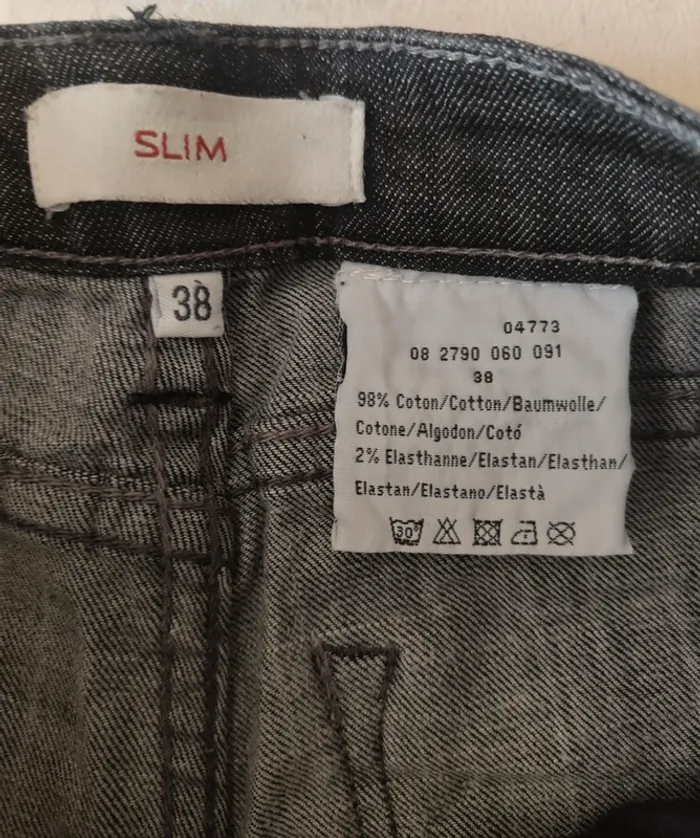 SLIM
38
04773
08 2790 060 091
38
98% Coton/Cotton/Baumwolle/
Cotone/Algodon/Cotó
2% Elasthanne/Elastan/Elasthan/
Elastan/Elastano/Elastà
30°